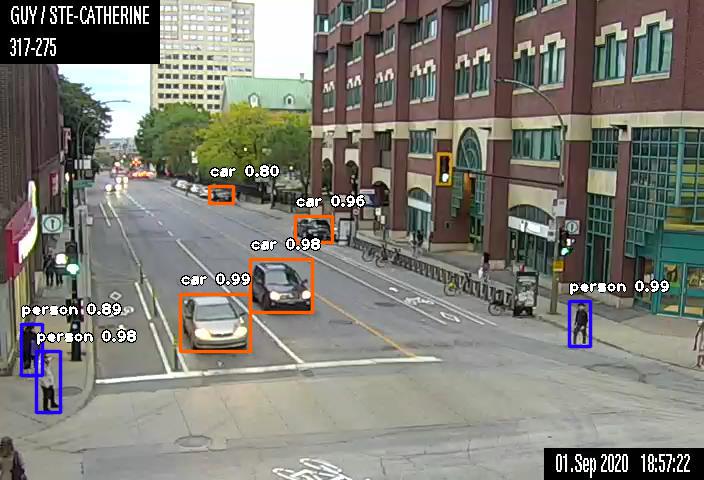 GUY / STE-CATHERINE
317-275
car 0.80
car 0.96
car 0.98
car 0.99
person 0.99
person 0.89
person 0.98
01.Sep 2020 18:57:22